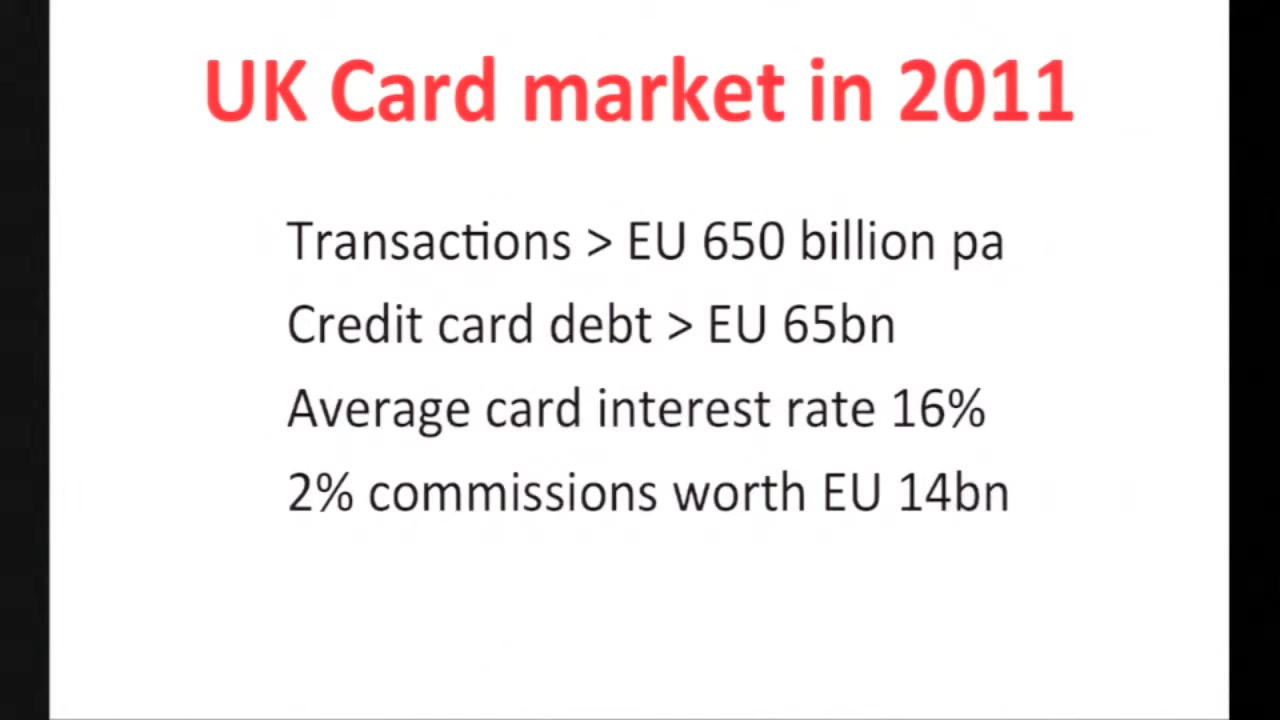 UK Card market in 2011
Transactions > EU 650 billion pa
Credit card debt > EU 65bn
Average card interest rate 16%
2% commissions worth EU 14bn